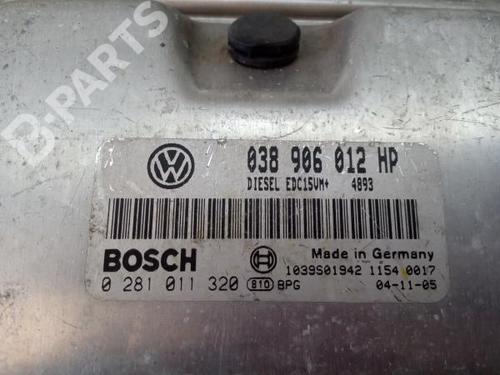 B-PARTS
038 906 012 HP
DIESEL EDC15VM+ 4893
BOSCH
Made in Germany
1039S01942 1154 0017
0 281 011 320 810 BPG 04-11-05